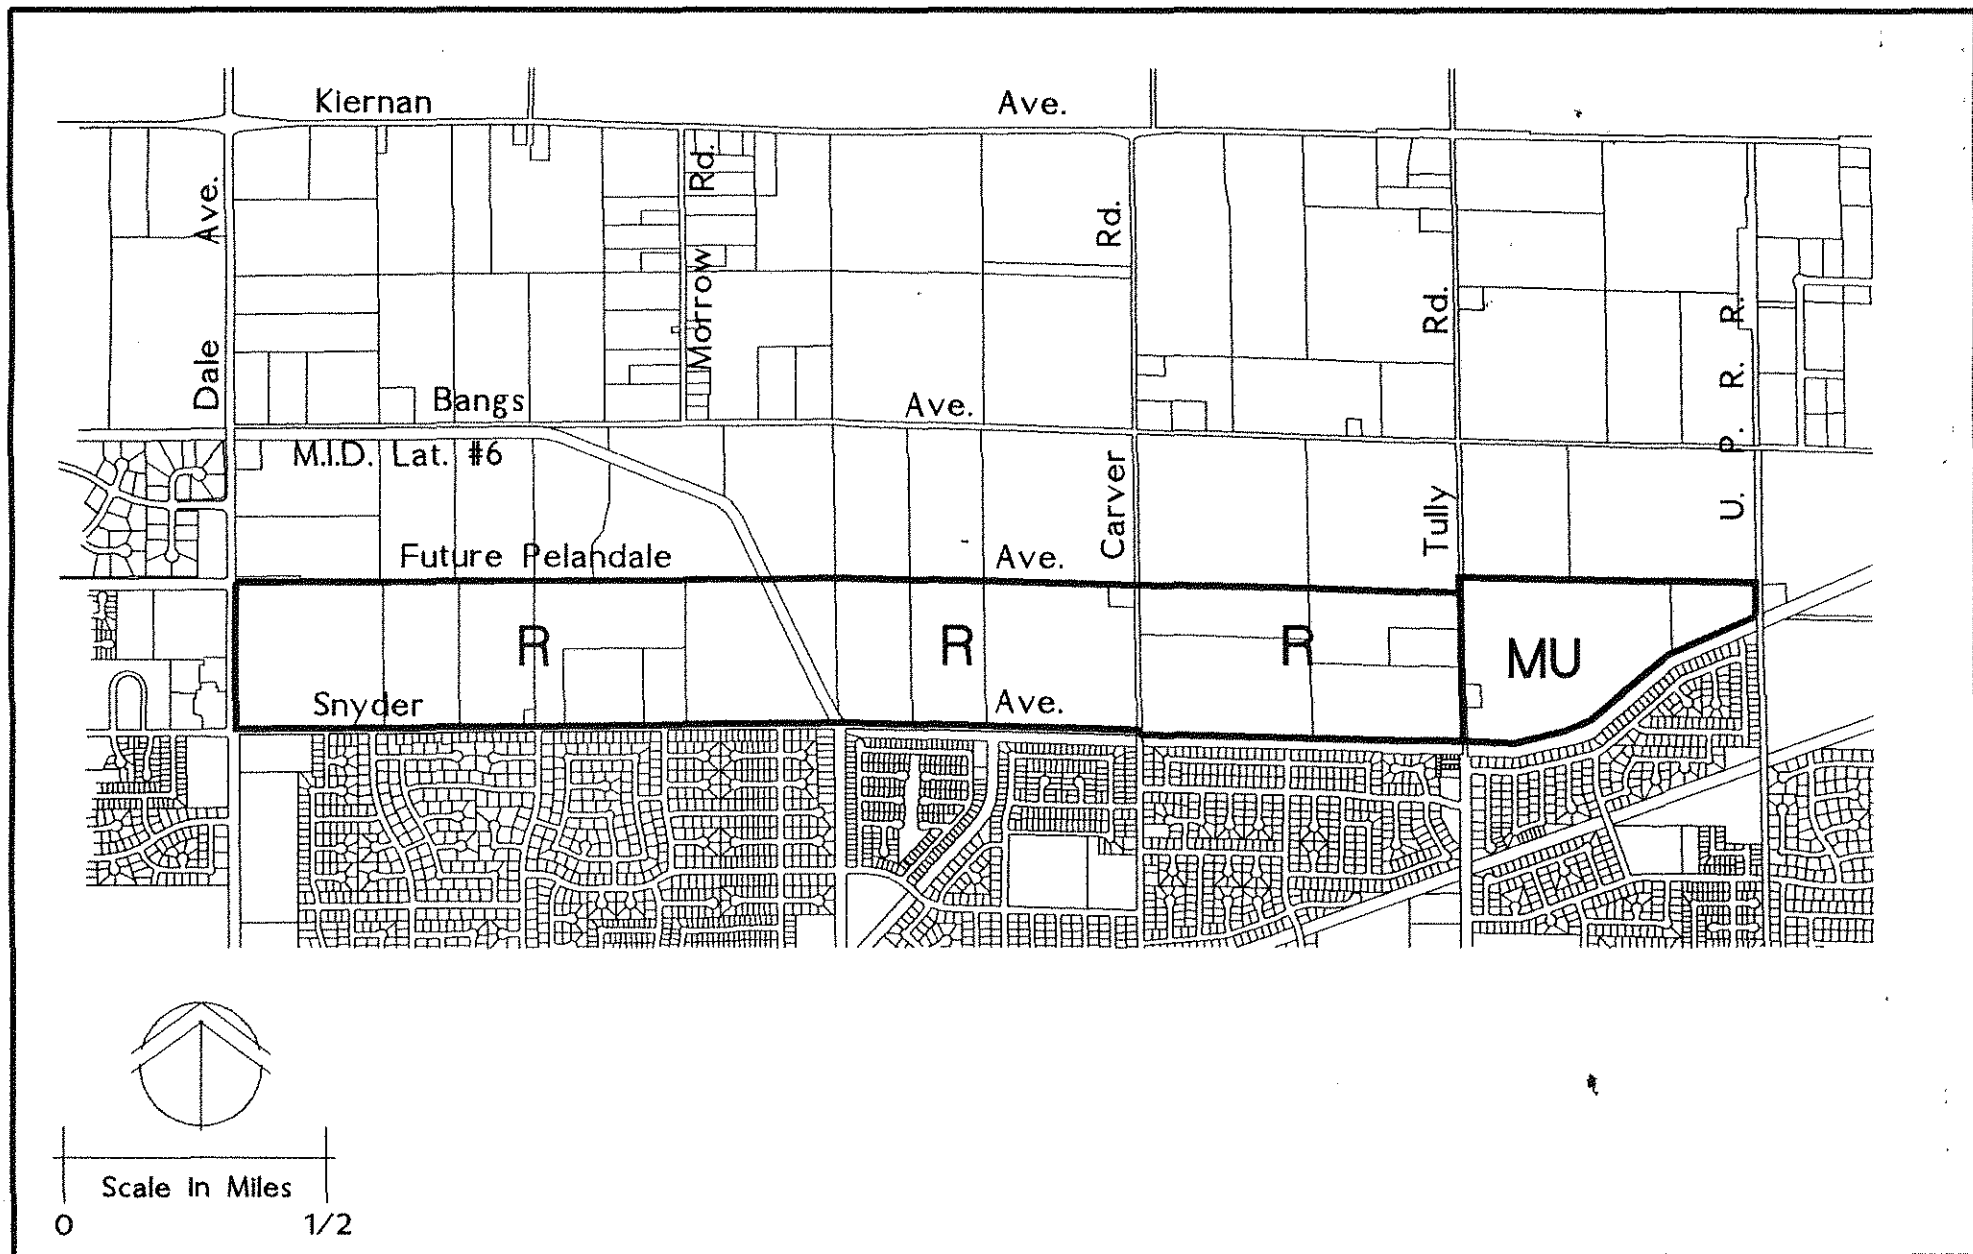 Kiernan Ave.
Dale Ave.
Morrow Rd.
Carver Rd.
Tully Rd.
U. P. R. R.
Bangs Ave.
M.I.D. Lat. #6
Future Pelandale Ave.
R R R MU
Snyder Ave.
Scale In Miles
0 1/2